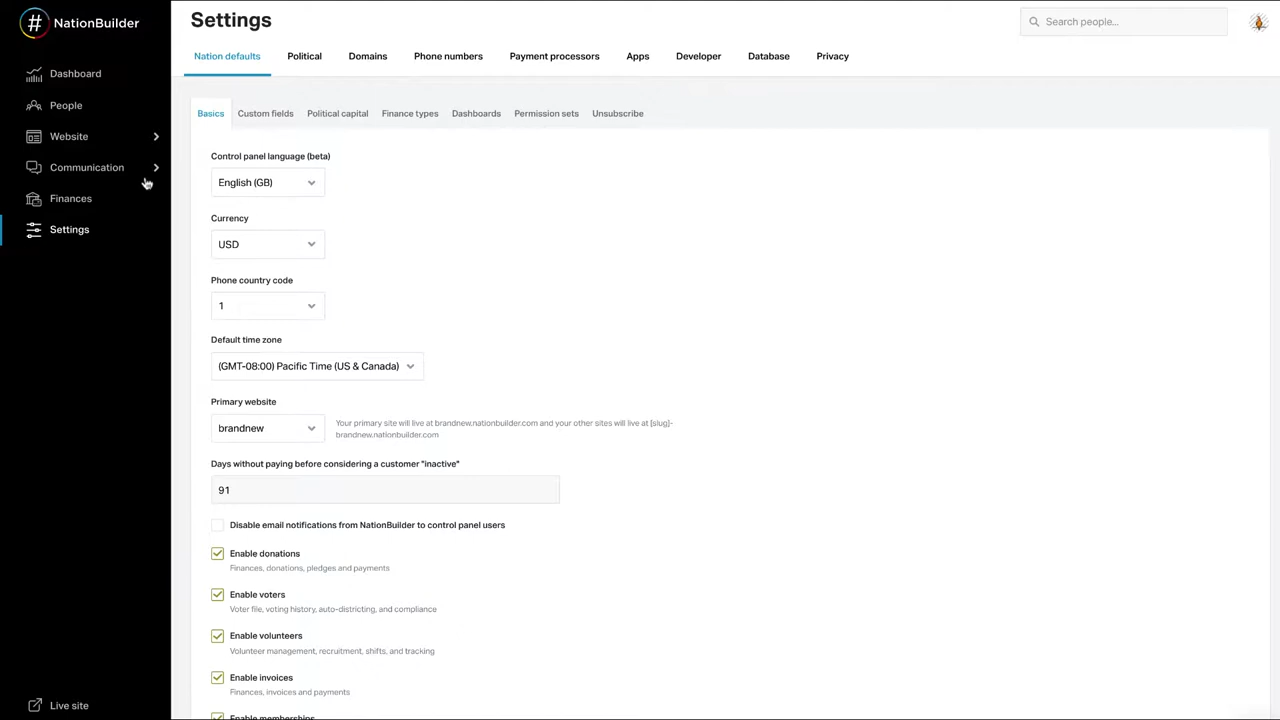 NationBuilder
Dashboard
People
Website
Communication
Finances
Settings
Live site
Settings
Search people...
Nation defaults
Political
Domains
Phone numbers
Payment processors
Apps
Developer
Database
Privacy
Basics
Custom fields
Political capital
Finance types
Dashboards
Permission sets
Unsubscribe
Control panel language (beta)
English (GB)
Currency
USD
Phone country code
1
Default time zone
(GMT-08:00) Pacific Time (US & Canada)
Primary website
brandnew
Your primary site will live at brandnew.nationbuilder.com and your other sites will live at [slug]-
brandnew.nationbuilder.com
Days without paying before considering a customer "inactive"
91
Disable email notifications from NationBuilder to control panel users
Enable donations
Finances, donations, pledges and payments
Enable voters
Voter file, voting history, auto-districting, and compliance
Enable volunteers
Volunteer management, recruitment, shifts, and tracking
Enable invoices
Finances, invoices and payments
Enable memberships